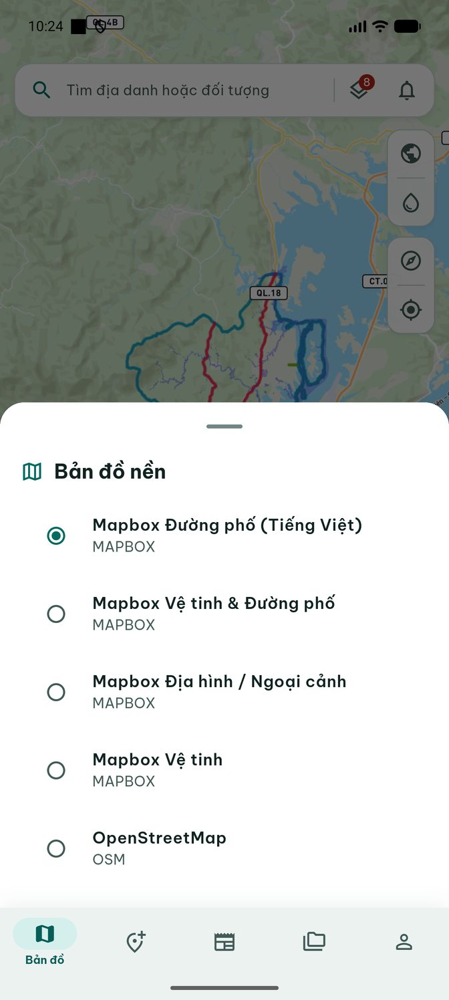 10:24
QL.4B
Tìm địa danh hoặc đối tượng
8
QL.18
CT.0
Bản đồ nền
Mapbox Đường phố (Tiếng Việt)
MAPBOX
Mapbox Vệ tinh & Đường phố
MAPBOX
Mapbox Địa hình / Ngoại cảnh
MAPBOX
Mapbox Vệ tinh
MAPBOX
OpenStreetMap
OSM
Bản đồ